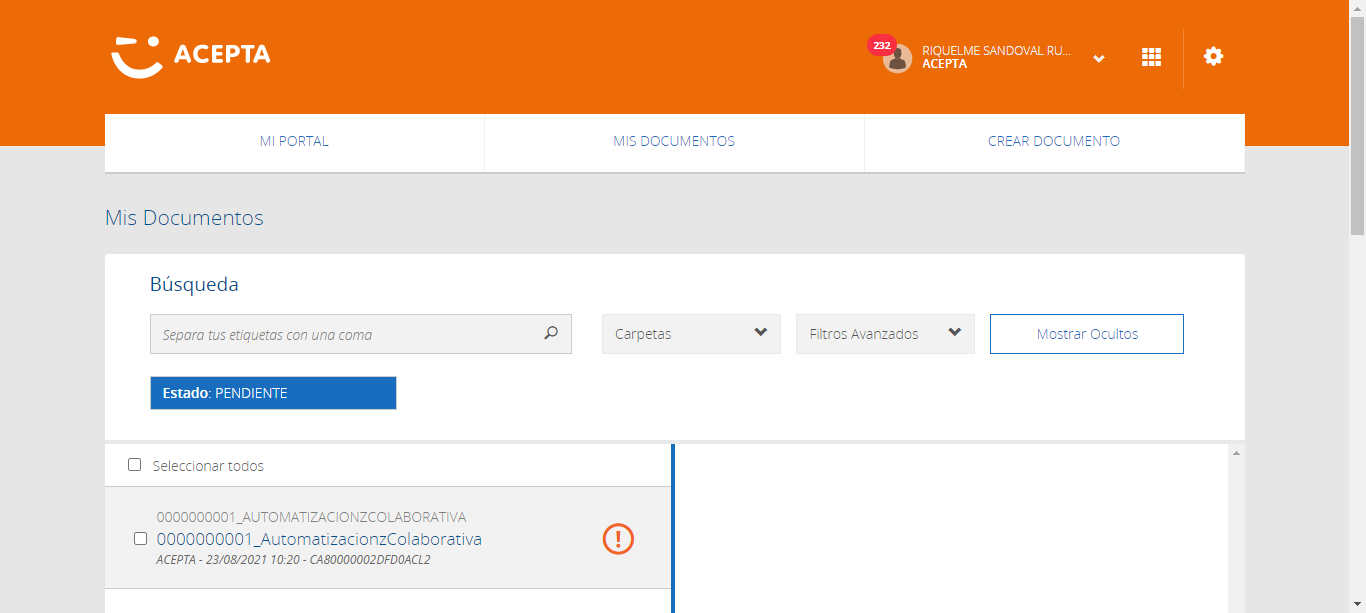 ACEPTA
232
RIQUELME SANDOVAL RU...
ACEPTA
MI PORTAL
MIS DOCUMENTOS
CREAR DOCUMENTO
Mis Documentos
Búsqueda
Separa tus etiquetas con una coma
Carpetas
Filtros Avanzados
Mostrar Ocultos
Estado: PENDIENTE
Seleccionar todos
0000000001_AUTOMATIZACIONZCOLABORATIVA
0000000001_AutomatizacionzColaborativa
ACEPTA - 23/08/2021 10:20 - CA80000002DFD0ACL2